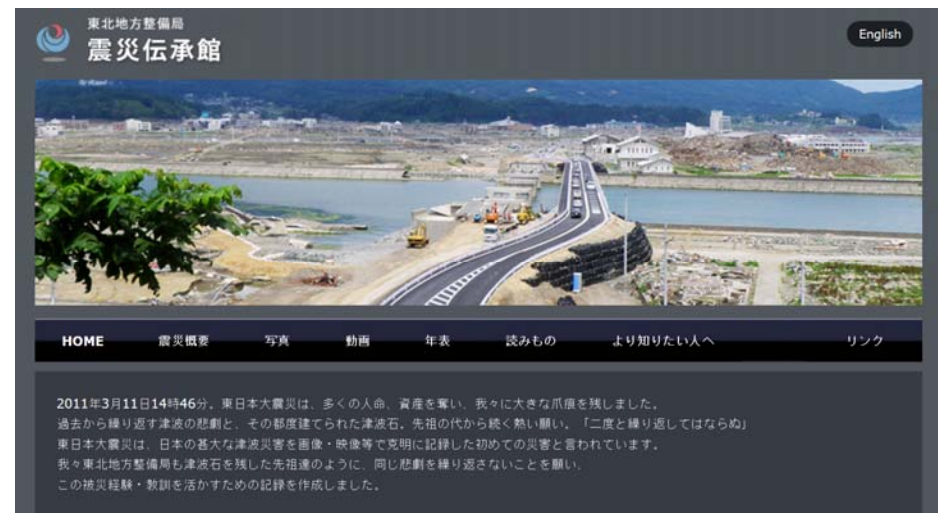 東北地方整備局
震災伝承館
English
HOME 震災概要 写真 動画 年表 読みもの より知りたい人へ リンク
2011年3月11日14時46分。東日本大震災は、多くの人命、資産を奪い、我々に大きな爪痕を残しました。
過去から繰り返す津波の悲劇と、その都度建てられた津波石。先祖の代から続く熱い願い。「二度と繰り返してはならぬ」
東日本大震災は、日本の甚大な津波災害を画像・映像等で克明に記録した初めての災害と言われています。
我々東北地方整備局も津波石を残した先祖達のように、同じ悲劇を繰り返さないことを願い、
この被災経験・教訓を活かすための記録を作成しました。